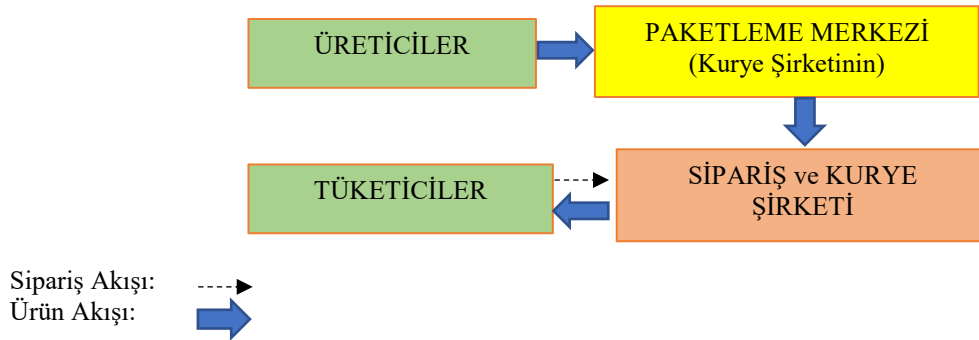 ÜRETİCİLER
PAKETLEME MERKEZİ
(Kurye Şirketinin)
TÜKETİCİLER
SİPARİŞ ve KURYE
ŞİRKETİ
Sipariş Akışı:
Ürün Akışı: